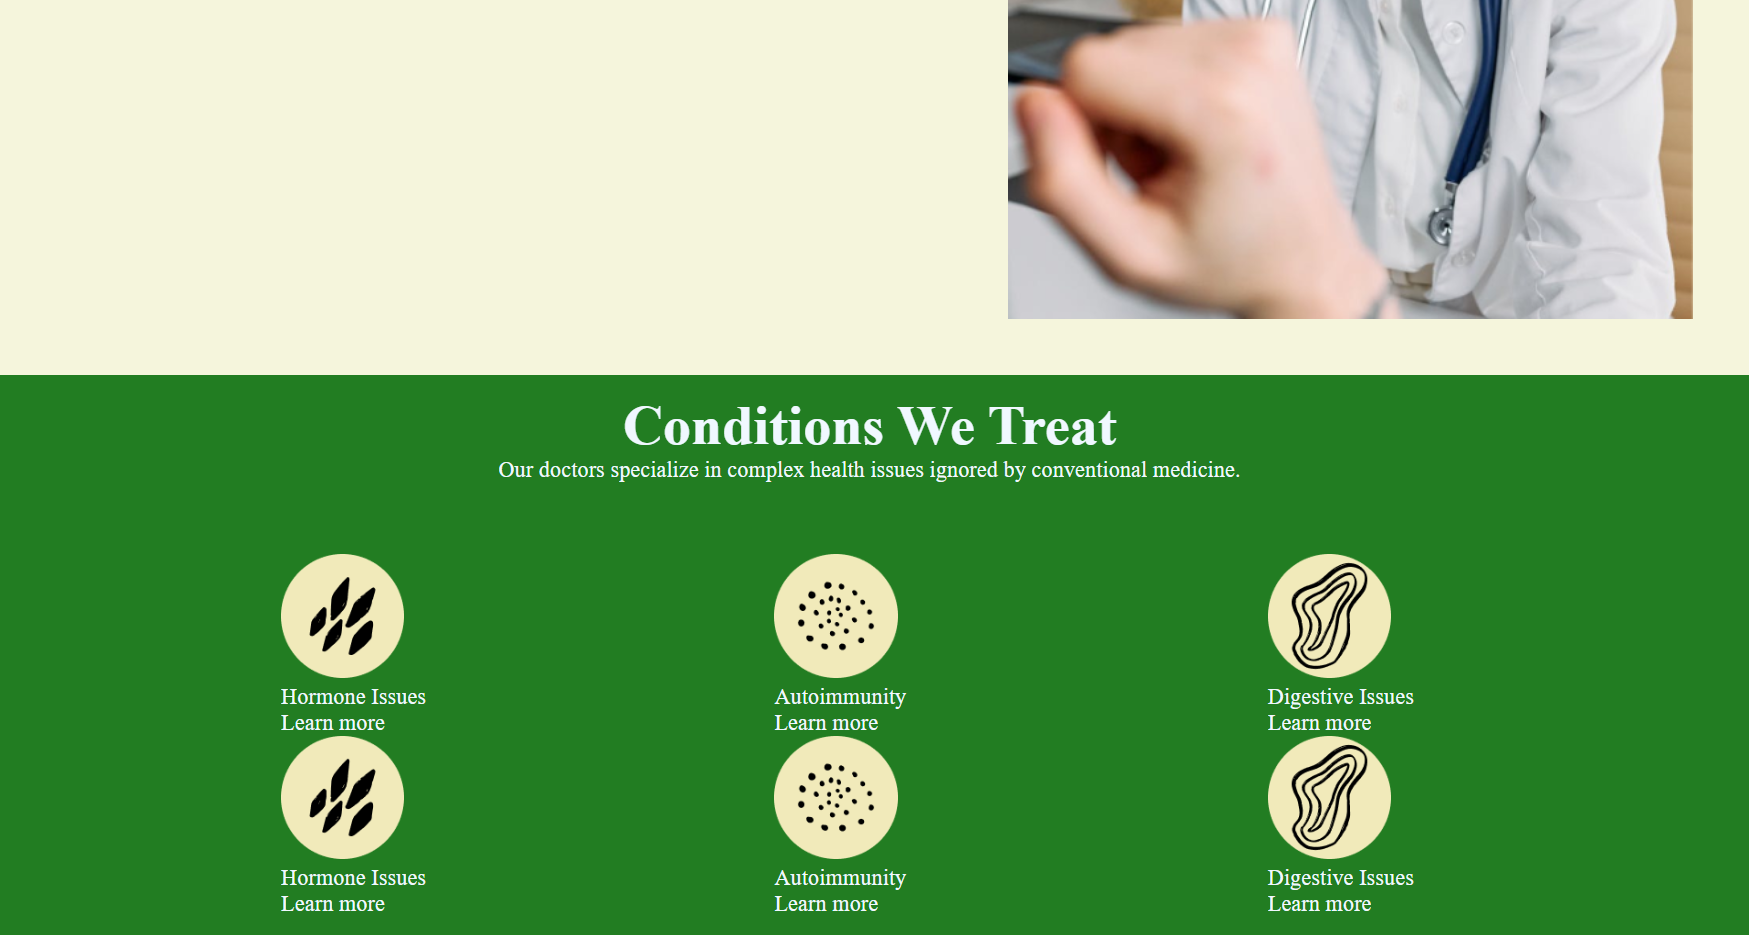 Conditions We Treat
Our doctors specialize in complex health issues ignored by conventional medicine.
Hormone Issues
Learn more
Autoimmunity
Learn more
Digestive Issues
Learn more
Hormone Issues
Learn more
Autoimmunity
Learn more
Digestive Issues
Learn more